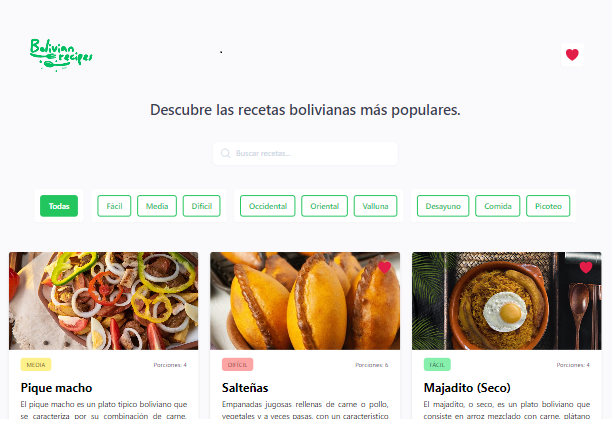 Bolivian
recipes
Descubre las recetas bolivianas más populares.
Buscar recetas...
Todas Fácil Media Difícil Occidental Oriental Valluna Desayuno Comida Picoteo
MEDIA Porciones: 4
Pique macho
El pique macho es un plato típico boliviano que
se caracteriza por su combinación de carne,
DIFÍCIL Porciones: 6
Salteñas
Empanadas jugosas rellenas de carne o pollo,
vegetales y a veces pasas, con un característico
FÁCIL Porciones: 4
Majadito (Seco)
El majadito, o seco, es un plato boliviano que
consiste en arroz mezclado con carne, plátano